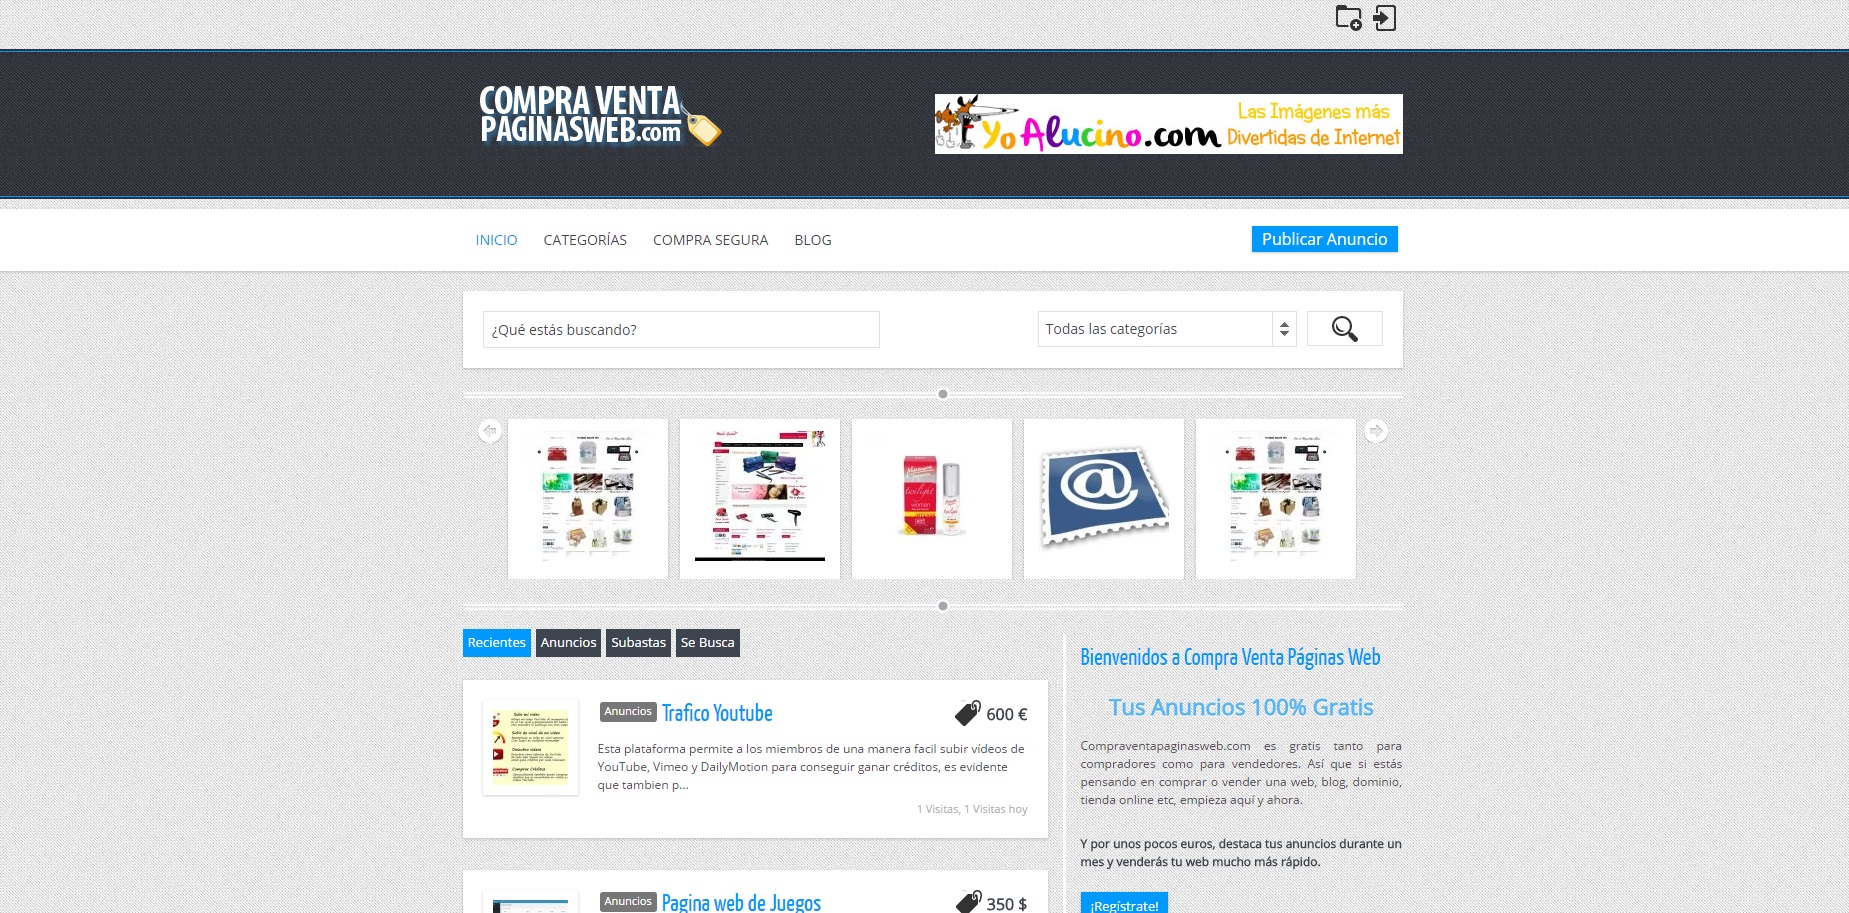 COMPRA VENTA
PAGINASWEB.com
YoAlucino.com
Las Imágenes más
Divertidas de Internet
INICIO CATEGORÍAS COMPRA SEGURA BLOG
Publicar Anuncio
¿Qué estás buscando?
Todas las categorías
Recientes Anuncios Subastas Se Busca
Anuncios Trafico Youtube
600 €
Esta plataforma permite a los miembros de una manera facil subir vídeos de
YouTube, Vimeo y DailyMotion para conseguir ganar créditos, es evidente
que tambien p...
1 Visitas, 1 Visitas hoy
Anuncios Pagina web de Juegos
350 $
Bienvenidos a Compra Venta Páginas Web
Tus Anuncios 100% Gratis
Compraventapaginasweb.com es gratis tanto para
compradores como para vendedores. Así que si estás
pensando en comprar o vender una web, blog, dominio,
tienda online etc, empieza aquí y ahora.
Y por unos pocos euros, destaca tus anuncios durante un
mes y venderás tu web mucho más rápido.
¡Regístrate!